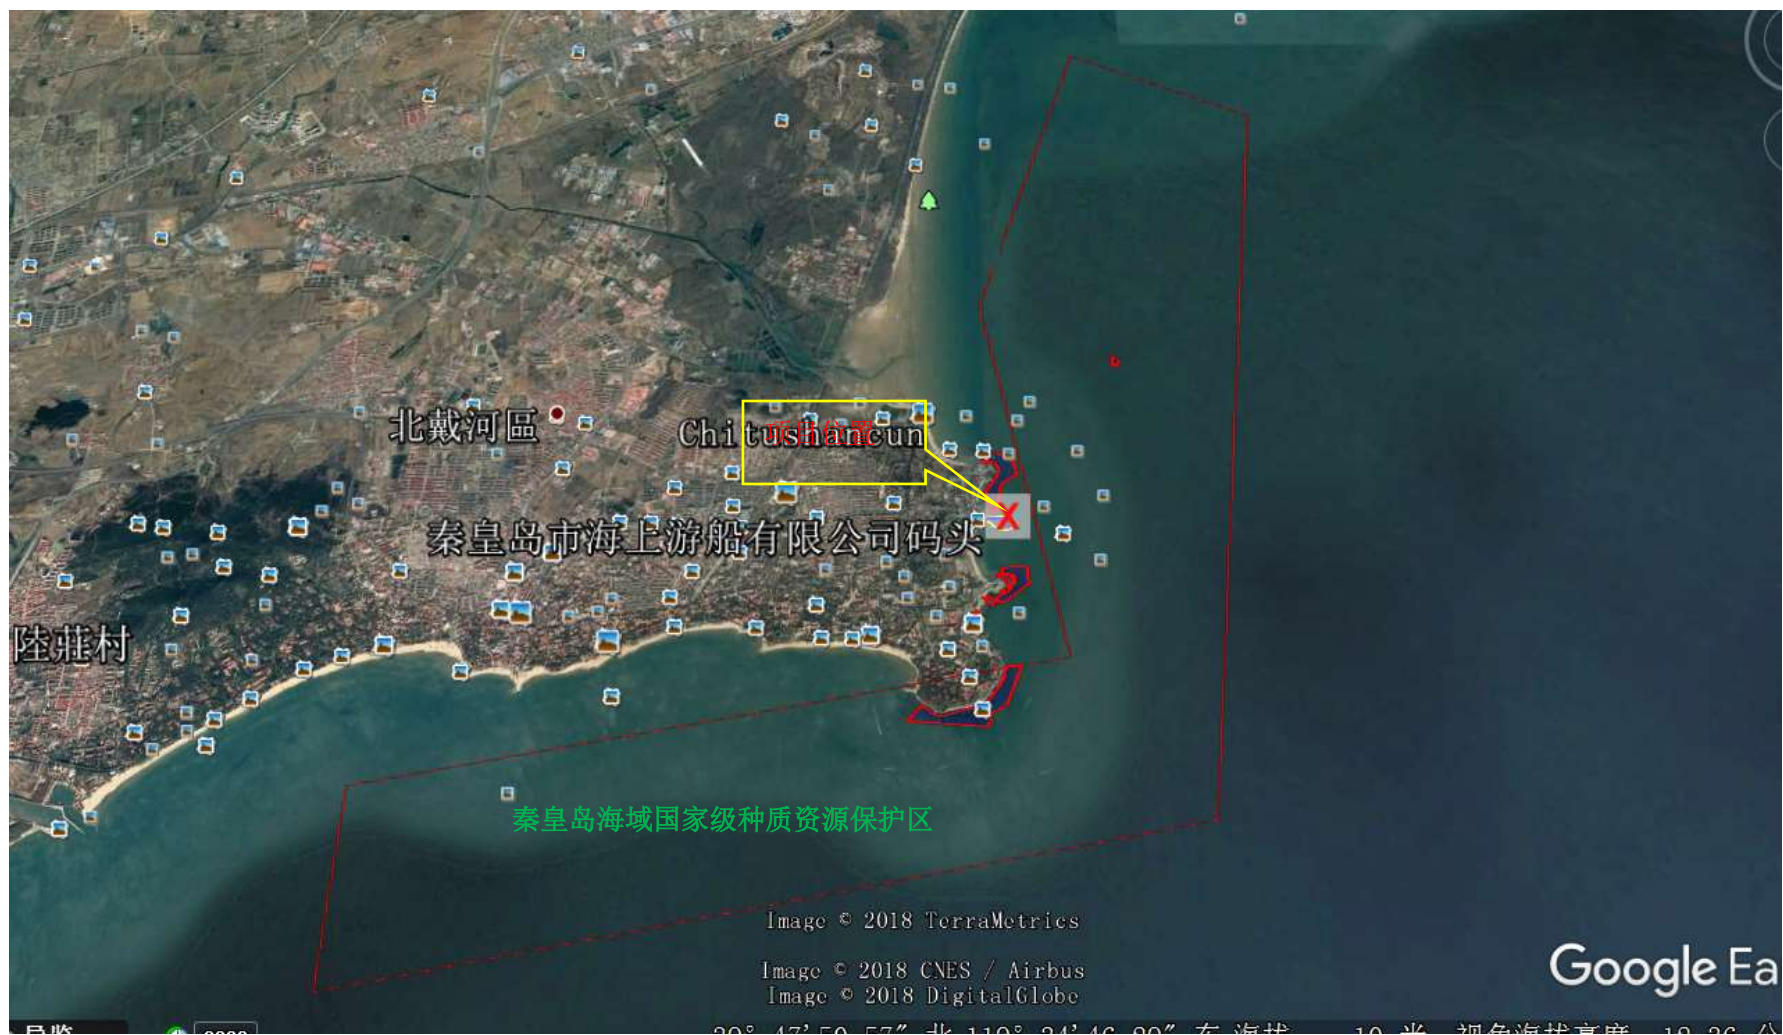 北戴河區
Chitushancun
项目位置
秦皇岛市海上游船有限公司码头
陸莊村
秦皇岛海域国家级种质资源保护区
Image © 2018 TerraMetrics
Image © 2018 CNES / Airbus
Image © 2018 DigitalGlobe
Google Ea